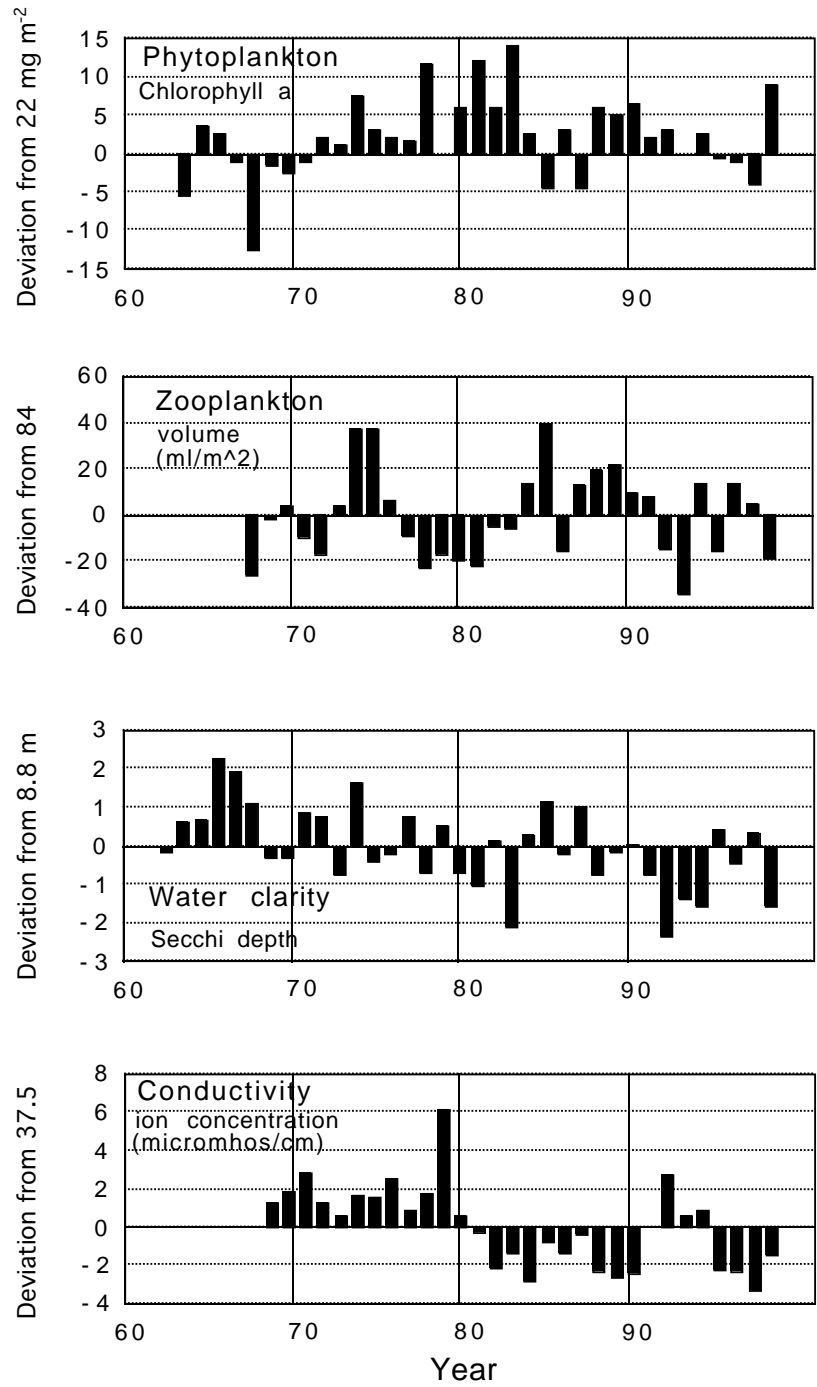 Deviation from 22 mg m-2
15
10
5
0
-5
-10
-15
Phytoplankton
Chlorophyll a
60 70 80 90
Deviation from 84
60
40
20
0
-20
-40
Zooplankton
volume
(ml/m^2)
60 70 80 90
Deviation from 8.8 m
3
2
1
0
-1
-2
-3
Water clarity
Secchi depth
60 70 80 90
Deviation from 37.5
8
6
4
2
0
-2
-4
Conductivity
ion concentration
(micromhos/cm)
60 70 80 90
Year